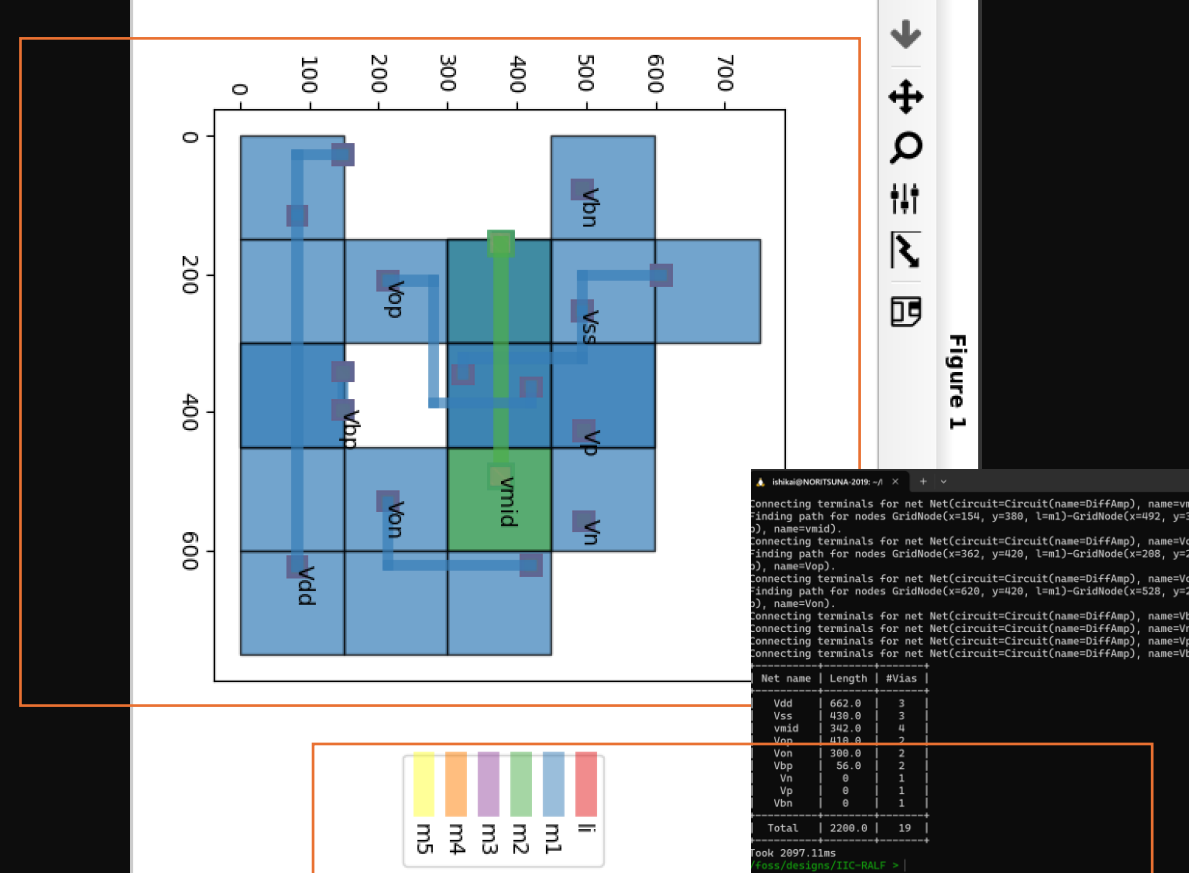 Figure 1
0
100
200
300
400
500
600
700
0
200
400
600
Vbn
Vop
Vss
Vbp
Vp
Von
vmid
Vn
Vdd
li
m1
m2
m3
m4
m5
ishikai@NORITSUNA-2019: ~/
Connecting terminals for net Net(circuit=Circuit(name=DiffAmp), name=vm
Finding path for nodes GridNode(x=154, y=380, l=m1)-GridNode(x=492, y=3
p), name=vmid).
Connecting terminals for net Net(circuit=Circuit(name=DiffAmp), name=Vo
Finding path for nodes GridNode(x=362, y=420, l=m1)-GridNode(x=208, y=2
p), name=Vop).
Connecting terminals for net Net(circuit=Circuit(name=DiffAmp), name=Vo
Finding path for nodes GridNode(x=620, y=420, l=m1)-GridNode(x=528, y=2
p), name=Von).
Connecting terminals for net Net(circuit=Circuit(name=DiffAmp), name=Vb
Connecting terminals for net Net(circuit=Circuit(name=DiffAmp), name=Vn
Connecting terminals for net Net(circuit=Circuit(name=DiffAmp), name=Vp
Connecting terminals for net Net(circuit=Circuit(name=DiffAmp), name=Vb
| Net name | Length | #Vias |
| Vdd | 662.0 | 3 |
| Vss | 430.0 | 3 |
| vmid | 342.0 | 4 |
| Vop | 410.0 | 2 |
| Von | 300.0 | 2 |
| Vbp | 56.0 | 2 |
| Vn | 0 | 1 |
| Vp | 0 | 1 |
| Vbn | 0 | 1 |
| Total | 2200.0 | 19 |
Took 2097.11ms
/foss/designs/IIC-RALF >